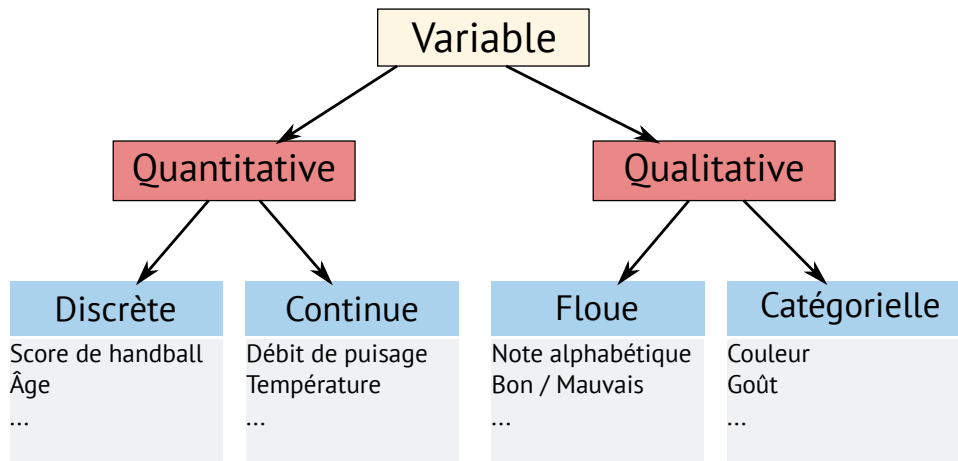 Variable
Quantitative
Qualitative
Discrète
Score de handball
Âge
...
Continue
Débit de puisage
Température
...
Floue
Note alphabétique
Bon / Mauvais
...
Catégorielle
Couleur
Goût
...